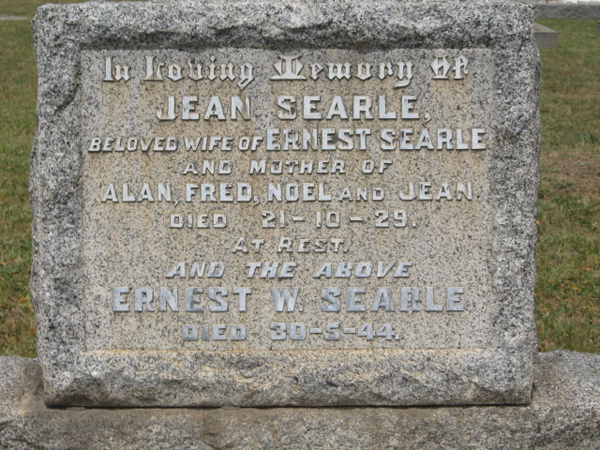 In Loving Memory Of
JEAN SEARLE,
BELOVED WIFE OF ERNEST SEARLE
AND MOTHER OF
ALAN, FRED, NOEL AND JEAN.
DIED 21-10-29.
AT REST.
AND THE ABOVE
ERNEST W. SEARLE
DIED 30-5-44.